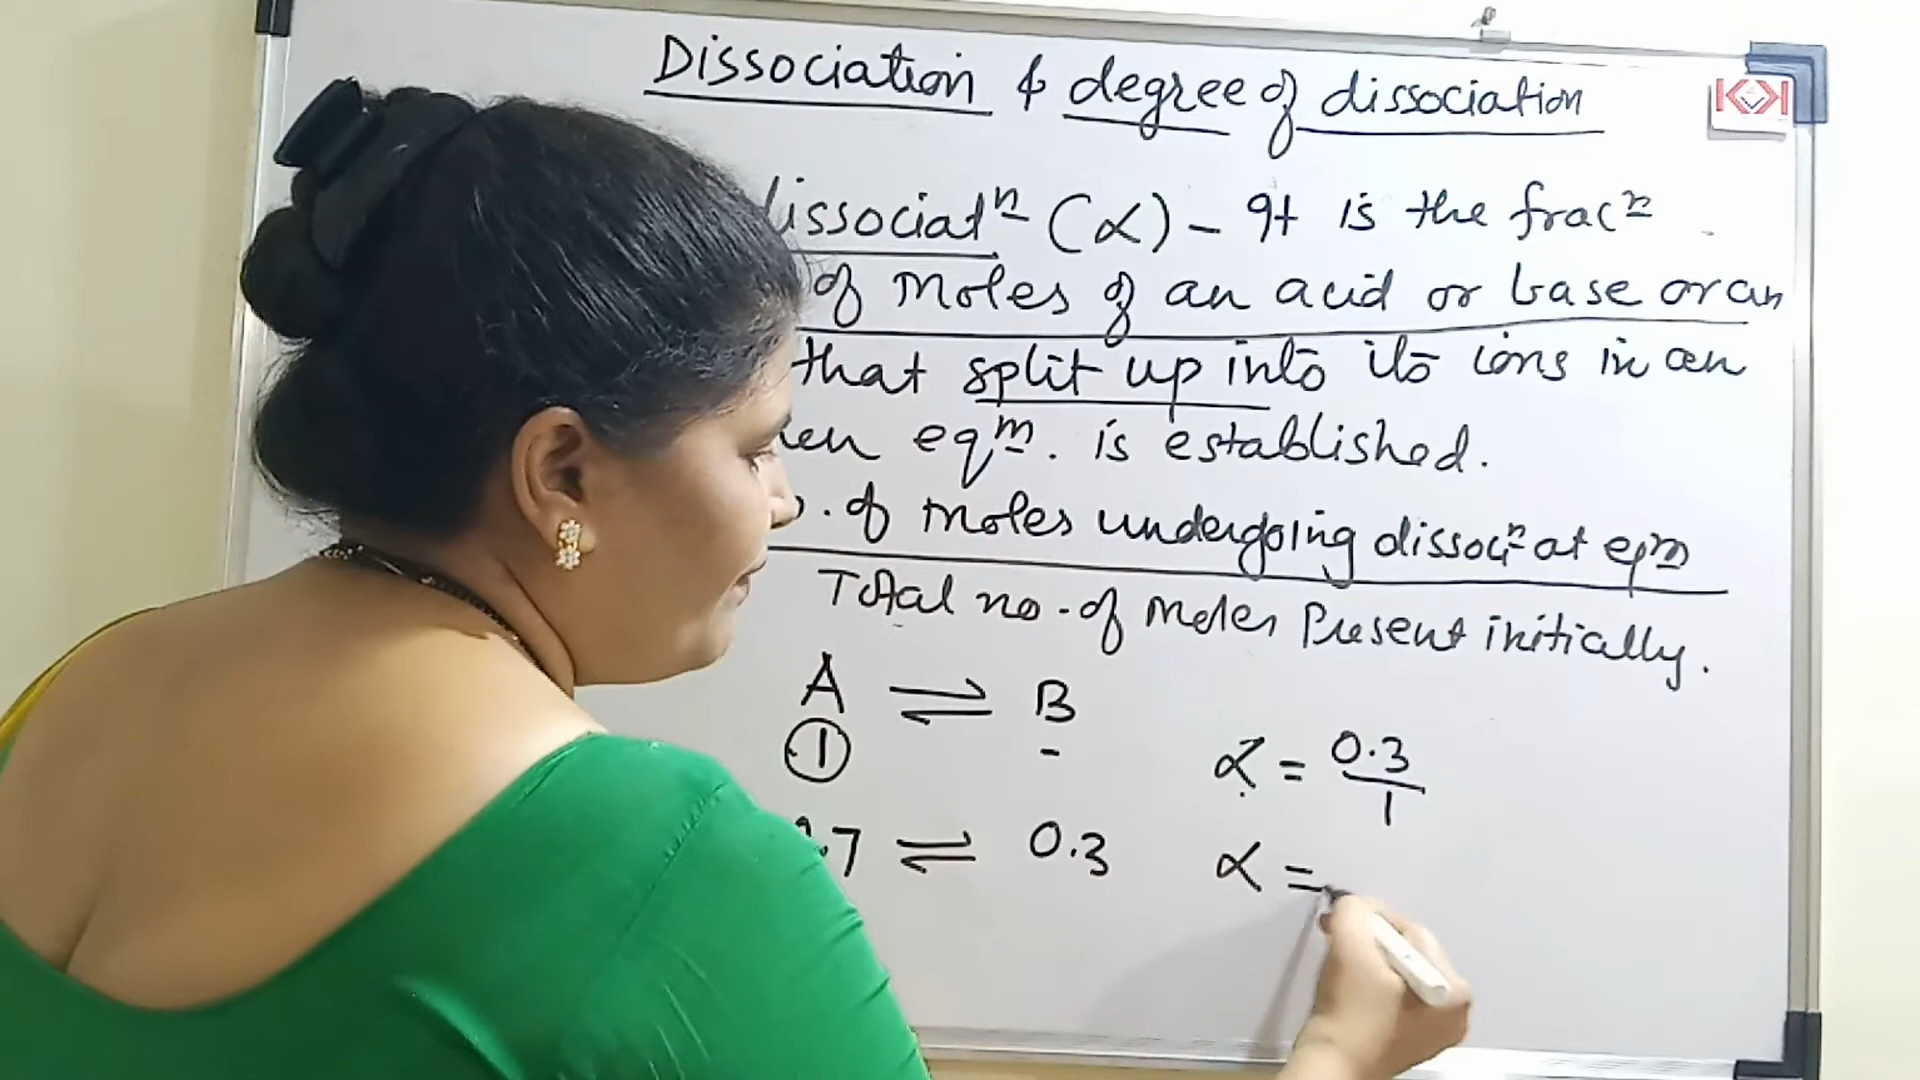 Dissociation & degree of dissociation
dissociatⁿ (α) - It is the fracⁿ
of moles of an acid or base or an
that split up into its ions in an
eqᵐ. is established.
. of moles undergoing dissocⁿ at eqᵐ
Total no. of moles Present initially.
A ⇌ B
1 -
α = 0.3/1
.7 ⇌ 0.3
α =
KK